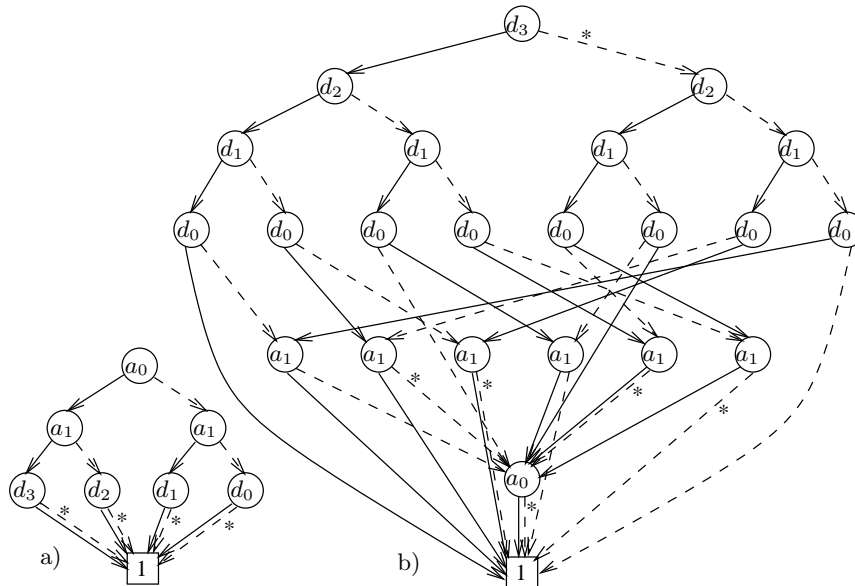 d3
*
d2 d2
d1 d1 d1 d1
d0 d0 d0 d0 d0 d0 d0 d0
a1 a1 a1 a1 a1 a1
a0
* * *
*
a1 a1
d3 d2 d1 d0
a0
* * * *
*
a) 1
b) 1